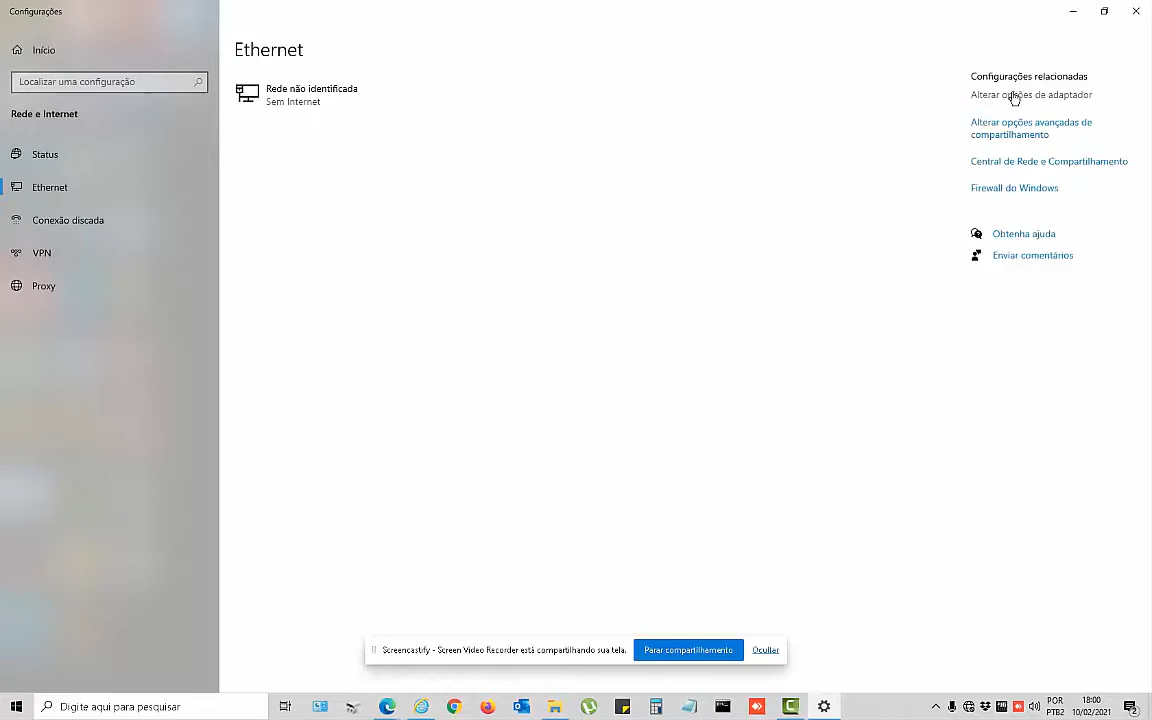 Configurações
Início
Localizar uma configuração
Rede e Internet
Status
Ethernet
Conexão discada
VPN
Proxy
Ethernet
Rede não identificada
Sem Internet
Configurações relacionadas
Alterar opções de adaptador
Alterar opções avançadas de
compartilhamento
Central de Rede e Compartilhamento
Firewall do Windows
Obtenha ajuda
Enviar comentários
Screencastify - Screen Video Recorder está compartilhando sua tela.
Parar compartilhamento
Ocultar
Digite aqui para pesquisar
POR
PTB2
18:00
10/02/2021
2